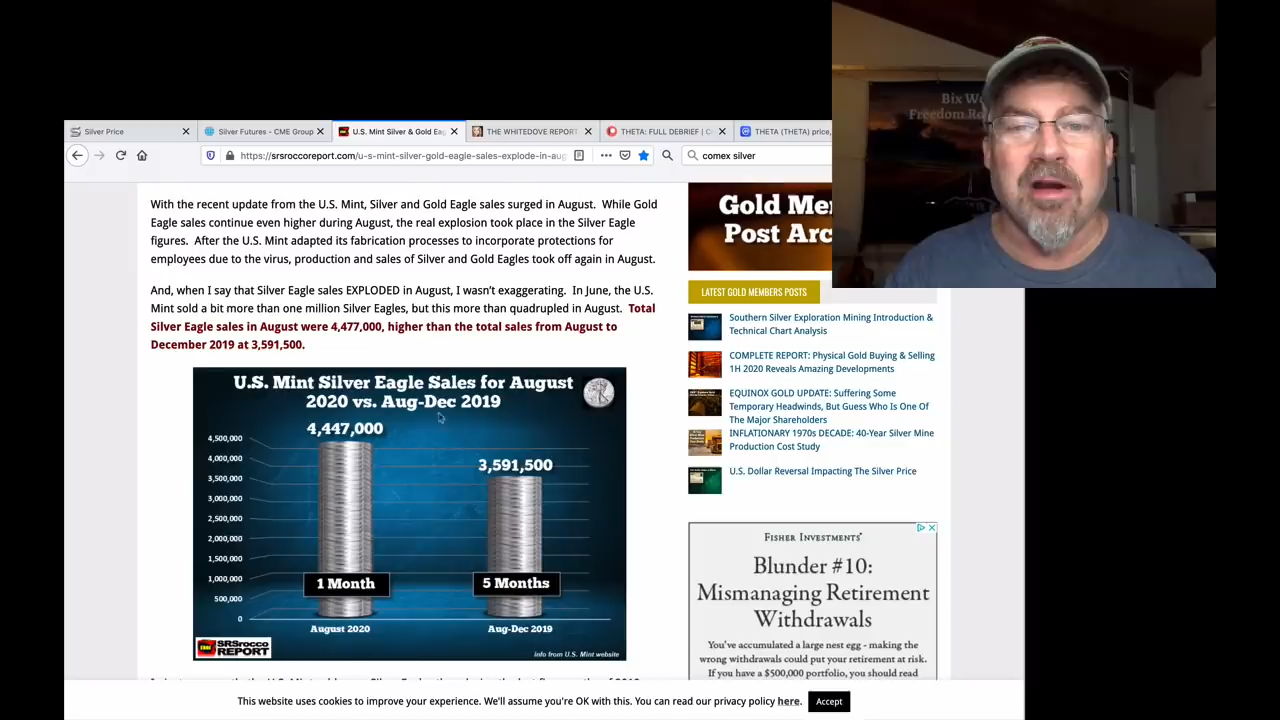 Bix We
Freedom Re
Silver Price
Silver Futures - CME Group
U.S. Mint Silver & Gold Eag
THE WHITEDOVE REPORT
THETA: FULL DEBRIEF | C
THETA (THETA) price,
https://srsroccoreport.com/u-s-mint-silver-gold-eagle-sales-explode-in-aug
comex silver
With the recent update from the U.S. Mint, Silver and Gold Eagle sales surged in August. While Gold
Eagle sales continue even higher during August, the real explosion took place in the Silver Eagle
figures. After the U.S. Mint adapted its fabrication processes to incorporate protections for
employees due to the virus, production and sales of Silver and Gold Eagles took off again in August.
And, when I say that Silver Eagle sales EXPLODED in August, I wasn't exaggerating. In June, the U.S.
Mint sold a bit more than one million Silver Eagles, but this more than quadrupled in August. Total
Silver Eagle sales in August were 4,477,000, higher than the total sales from August to
December 2019 at 3,591,500.
U.S. Mint Silver Eagle Sales for August
2020 vs. Aug-Dec 2019
4,447,000
3,591,500
4,500,000
4,000,000
3,500,000
3,000,000
2,500,000
2,000,000
1,500,000
1,000,000
500,000
0
1 Month
5 Months
August 2020
Aug-Dec 2019
SRSrocco
REPORT
info from U.S. Mint website
Gold Me
Post Arc
LATEST GOLD MEMBERS POSTS
Southern Silver Exploration Mining Introduction &
Technical Chart Analysis
COMPLETE REPORT: Physical Gold Buying & Selling
1H 2020 Reveals Amazing Developments
EQUINOX GOLD UPDATE: Suffering Some
Temporary Headwinds, But Guess Who Is One Of
The Major Shareholders
INFLATIONARY 1970s DECADE: 40-Year Silver Mine
Production Cost Study
U.S. Dollar Reversal Impacting The Silver Price
FISHER INVESTMENTS
Blunder #10:
Mismanaging Retirement
Withdrawals
You've accumulated a large nest egg - making the
wrong withdrawals could put your retirement at risk.
If you have a $500,000 portfolio, you should read
This website uses cookies to improve your experience. We'll assume you're OK with this. You can read our privacy policy here.
Accept